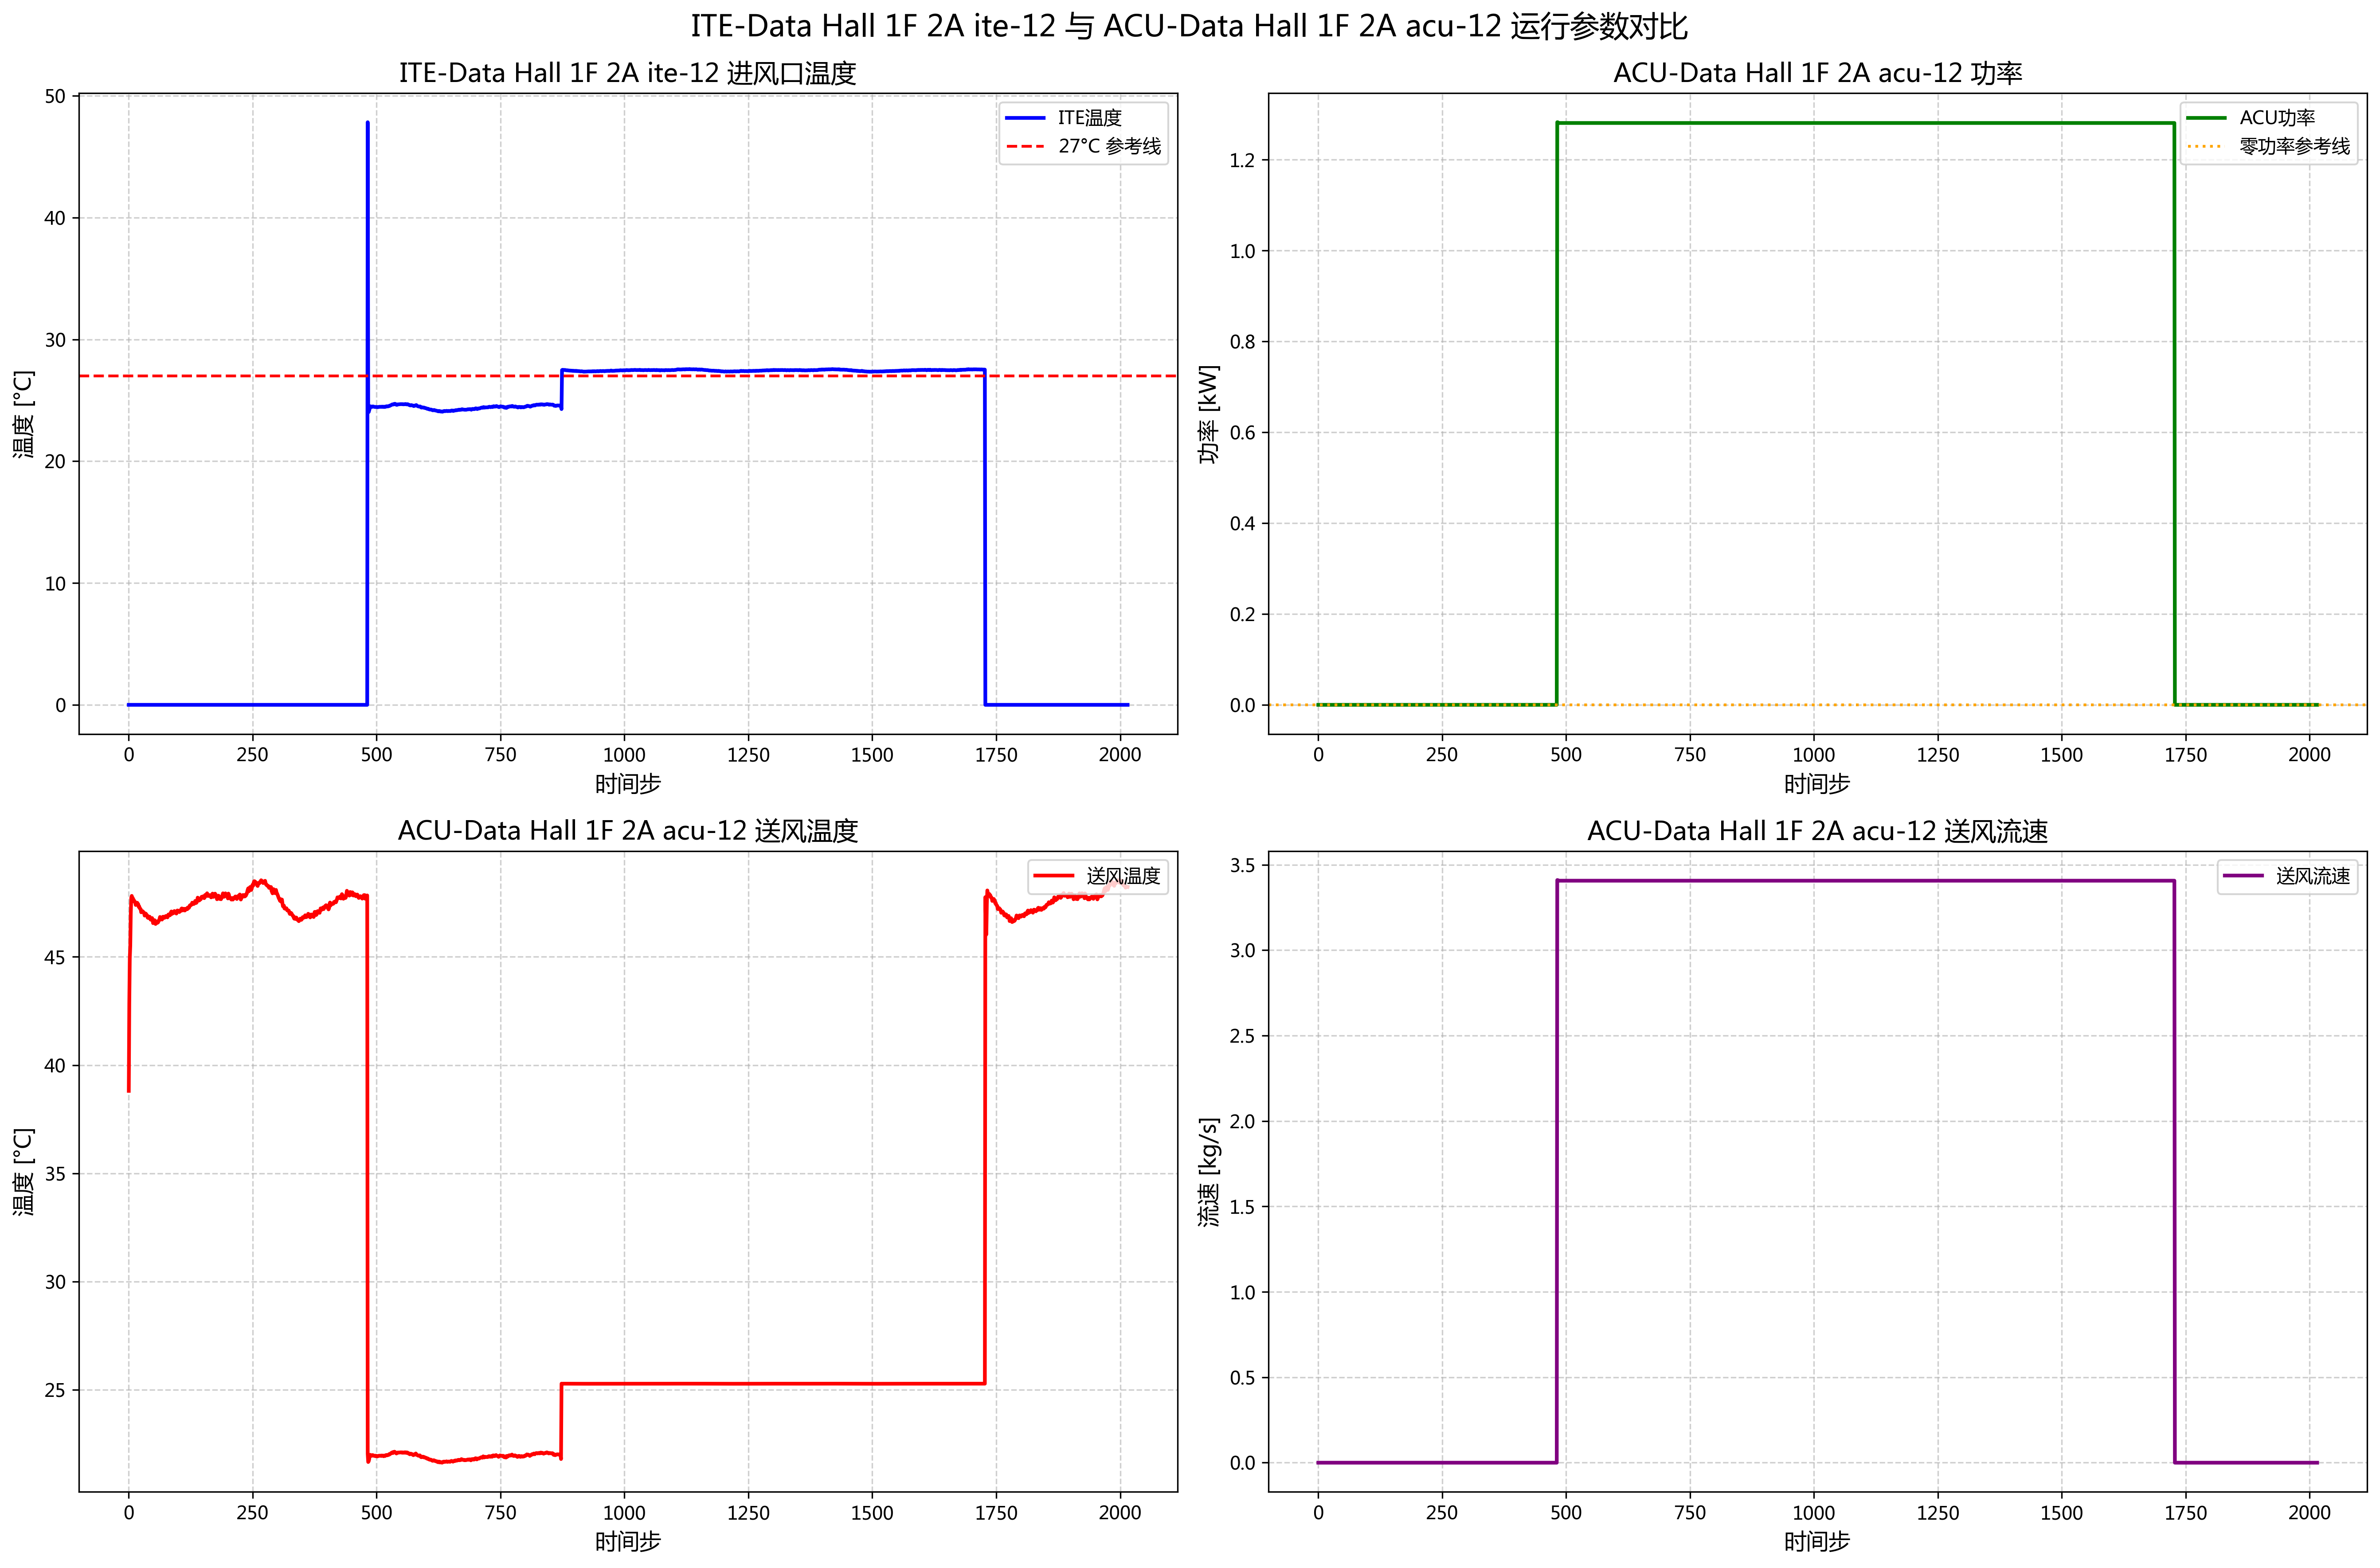 ITE-Data Hall 1F 2A ite-12 与 ACU-Data Hall 1F 2A acu-12 运行参数对比
ITE-Data Hall 1F 2A ite-12 进风口温度
温度 [°C]
50
40
30
20
10
0
ITE温度
27°C 参考线
0 250 500 750 1000 1250 1500 1750 2000
时间步
ACU-Data Hall 1F 2A acu-12 功率
功率 [kW]
1.2
1.0
0.8
0.6
0.4
0.2
0.0
ACU功率
零功率参考线
0 250 500 750 1000 1250 1500 1750 2000
时间步
ACU-Data Hall 1F 2A acu-12 送风温度
温度 [°C]
45
40
35
30
25
送风温度
0 250 500 750 1000 1250 1500 1750 2000
时间步
ACU-Data Hall 1F 2A acu-12 送风流速
流速 [kg/s]
3.5
3.0
2.5
2.0
1.5
1.0
0.5
0.0
送风流速
0 250 500 750 1000 1250 1500 1750 2000
时间步